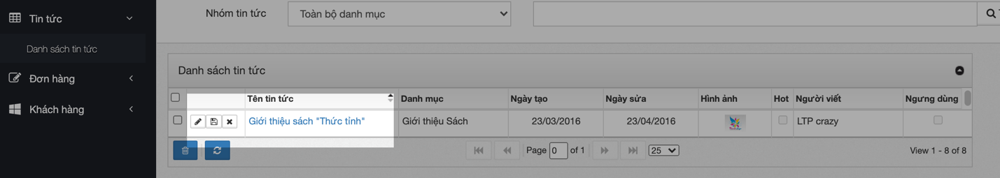 Tin tức
Danh sách tin tức
Đơn hàng
Khách hàng
Nhóm tin tức Toàn bộ danh mục
Danh sách tin tức
Tên tin tức Danh mục Ngày tạo Ngày sửa Hình ảnh Hot Người viết Ngưng dùng
Giới thiệu sách "Thức tỉnh" Giới thiệu Sách 23/03/2016 23/04/2016 LTP crazy
Page 0 of 1 25 View 1 - 8 of 8